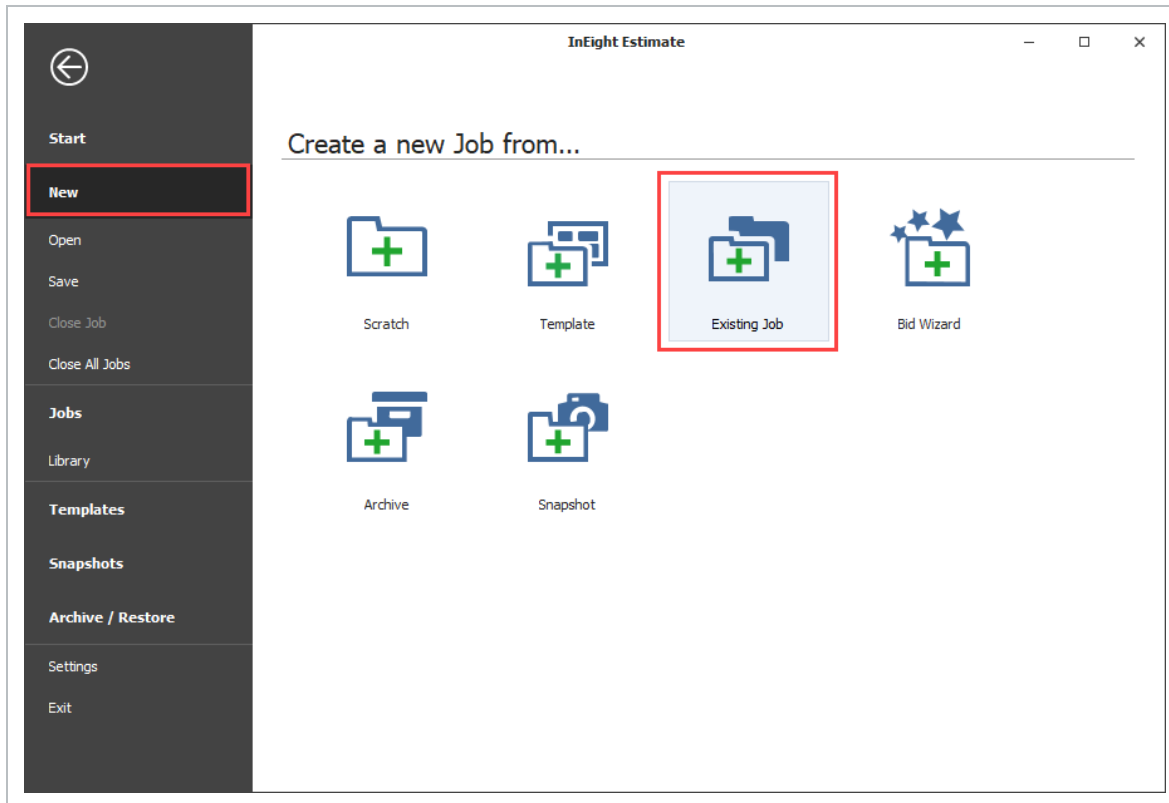 InEight Estimate
Start
New
Open
Save
Close Job
Close All Jobs
Jobs
Library
Templates
Snapshots
Archive / Restore
Settings
Exit
Create a new Job from...
Scratch
Template
Existing Job
Bid Wizard
Archive
Snapshot